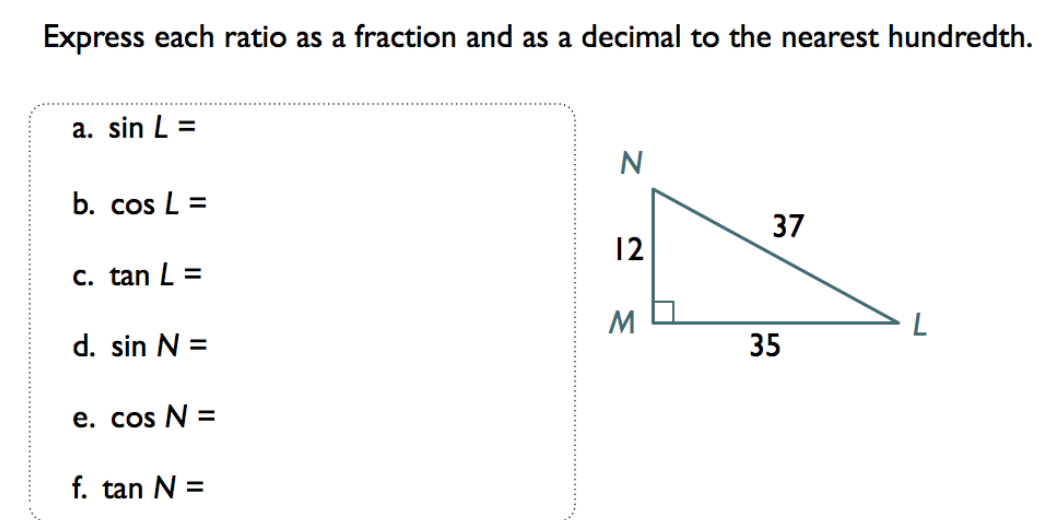 Express each ratio as a fraction and as a decimal to the nearest hundredth.
a. sin L =
b. cos L =
c. tan L =
d. sin N =
e. cos N =
f. tan N =
N
37
12
M
L
35